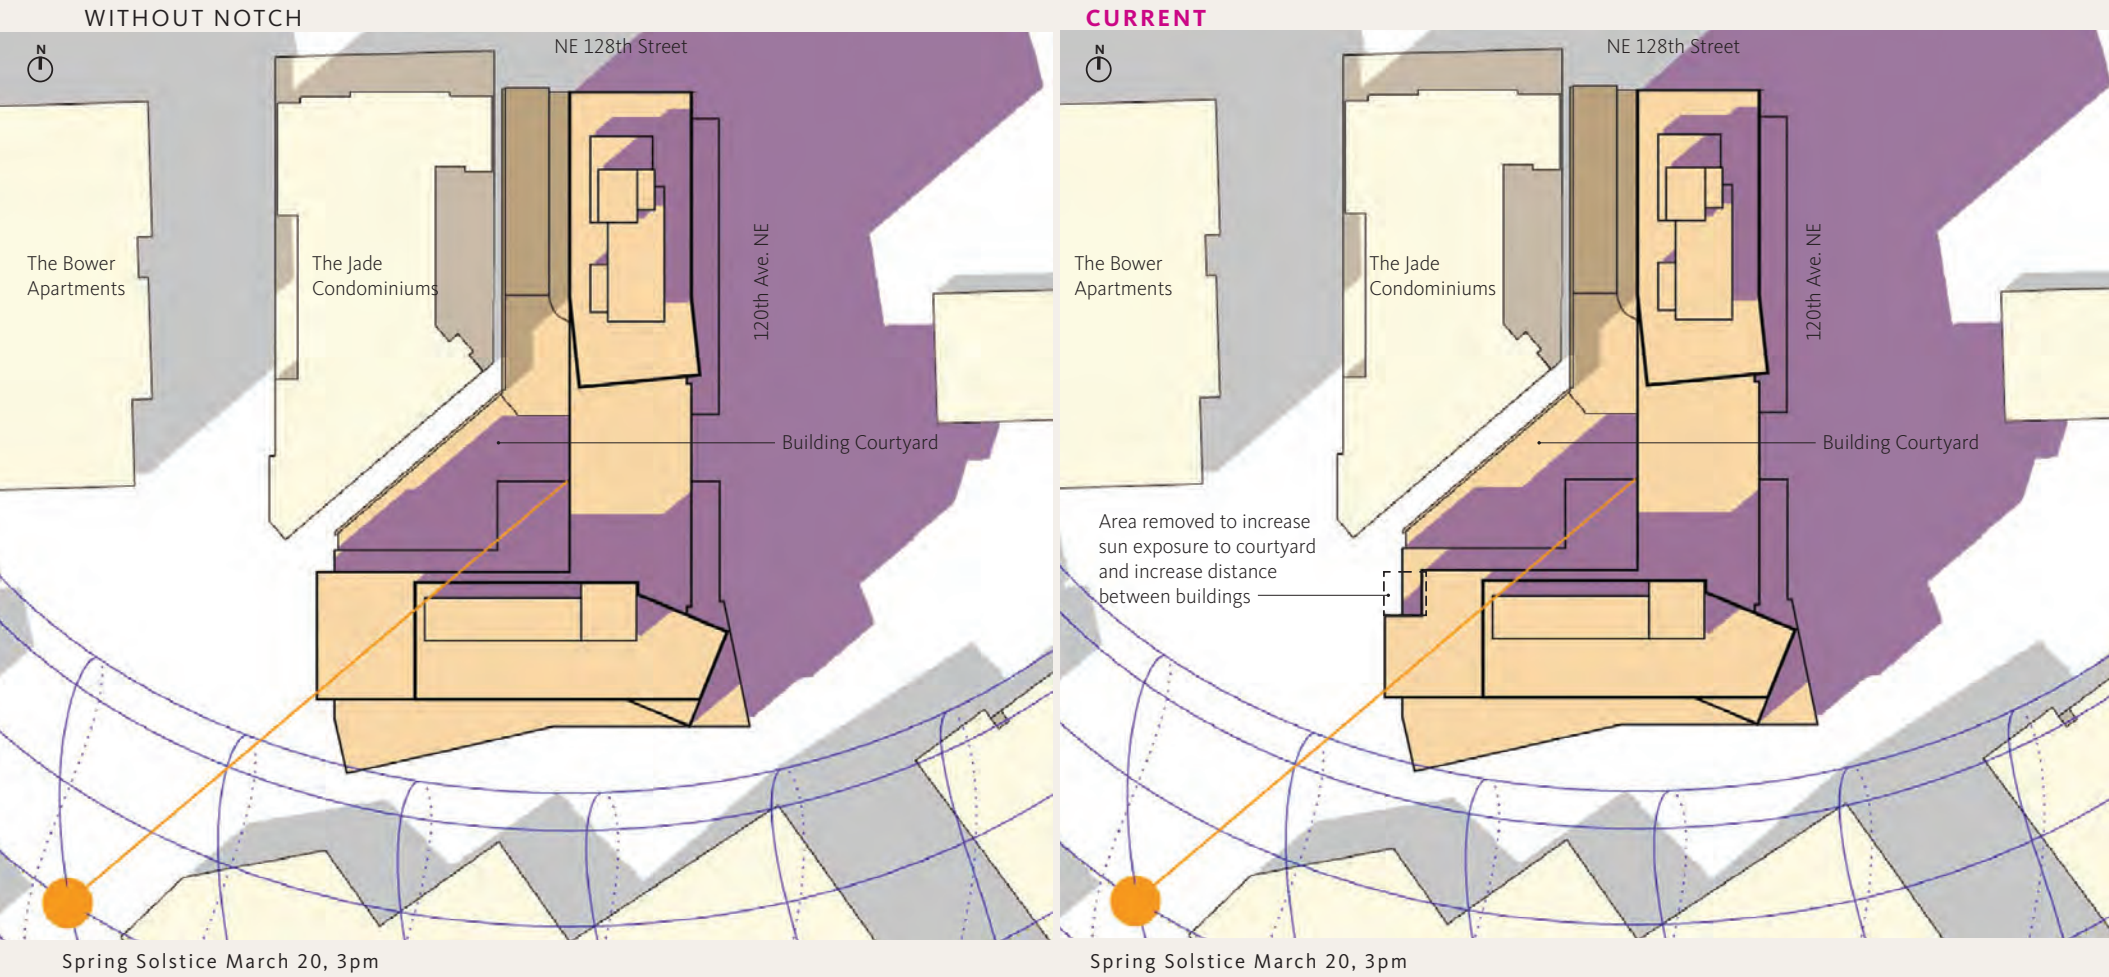 WITHOUT NOTCH
N
NE 128th Street
The Bower
Apartments
The Jade
Condominiums
120th Ave. NE
Building Courtyard
Spring Solstice March 20, 3pm
CURRENT
N
NE 128th Street
The Bower
Apartments
The Jade
Condominiums
120th Ave. NE
Building Courtyard
Area removed to increase
sun exposure to courtyard
and increase distance
between buildings
Spring Solstice March 20, 3pm